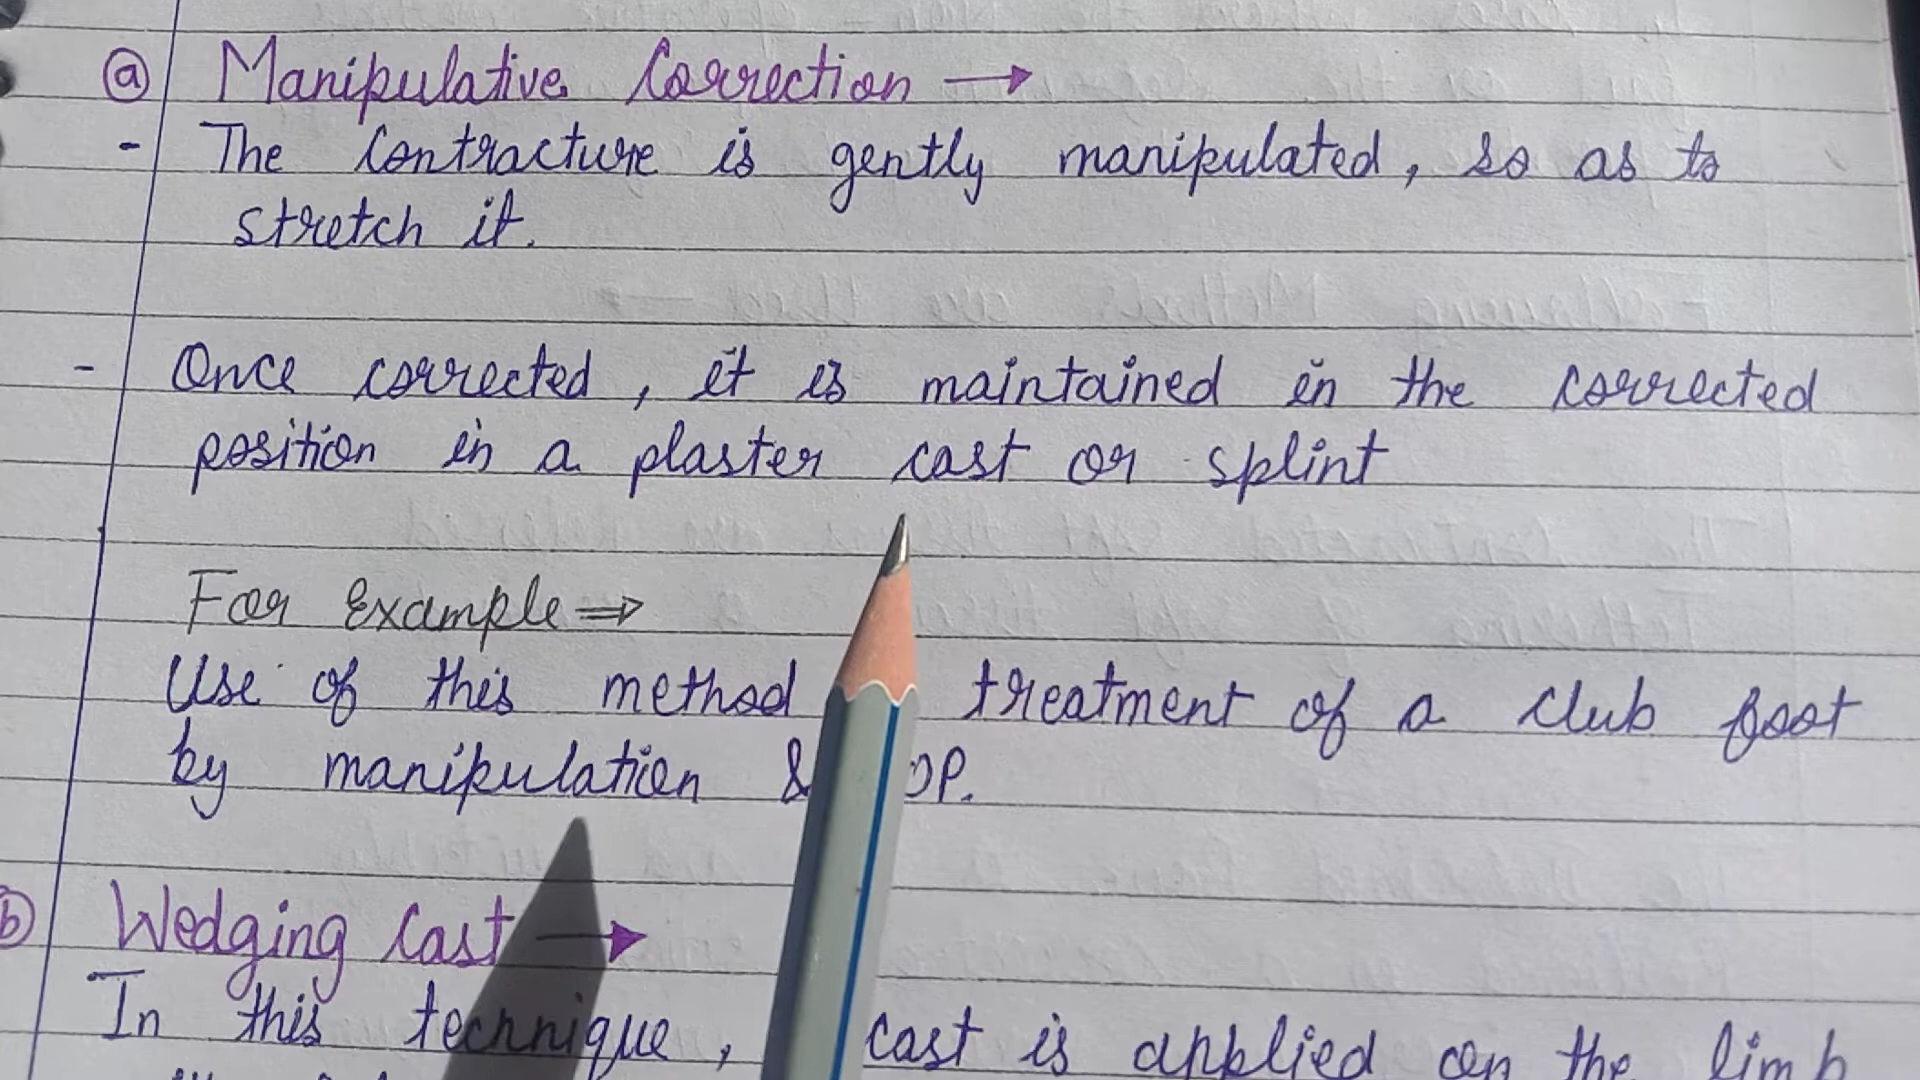 ⓐ Manipulative Correction →
- The Contracture is gently manipulated, so as to
stretch it.
- Once corrected, it is maintained in the corrected
position in a plaster cast or splint
For Example ⇒
Use of this method treatment of a Club foot
by manipulation & OP.
ⓑ Wedging Cast →
In this technique, cast is applied on the limb